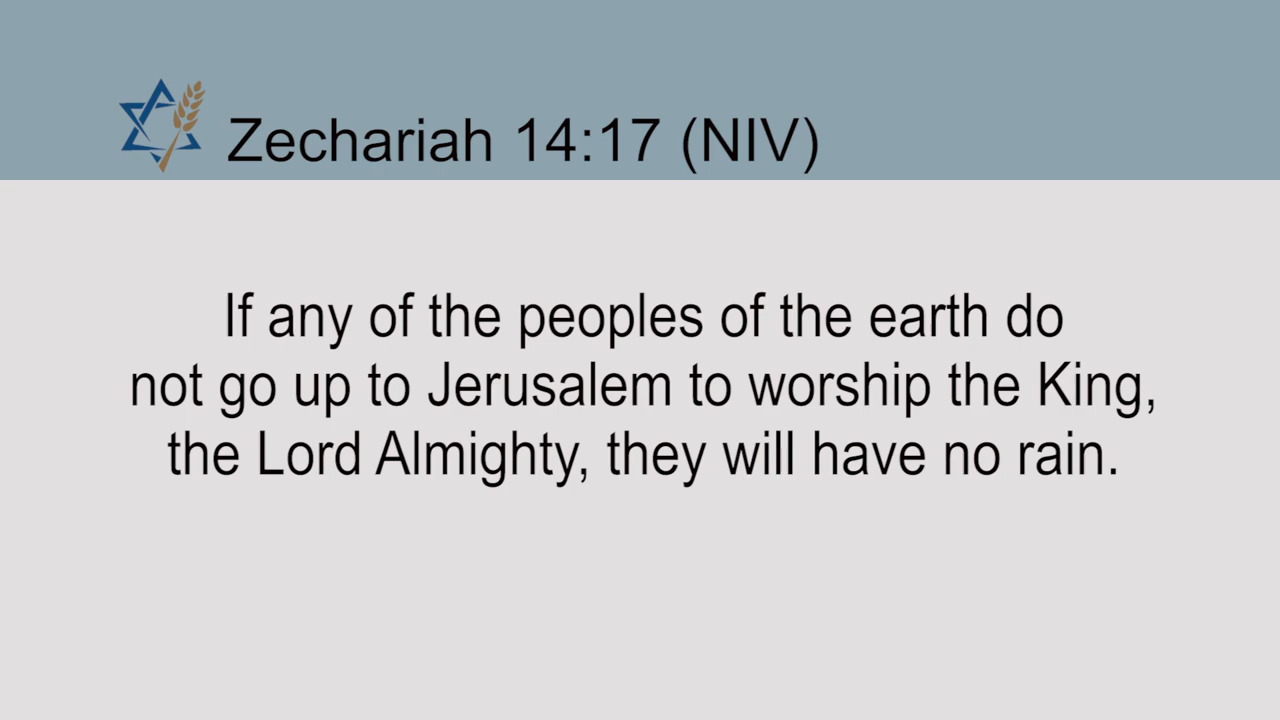 Zechariah 14:17 (NIV)
If any of the peoples of the earth do
not go up to Jerusalem to worship the King,
the Lord Almighty, they will have no rain.